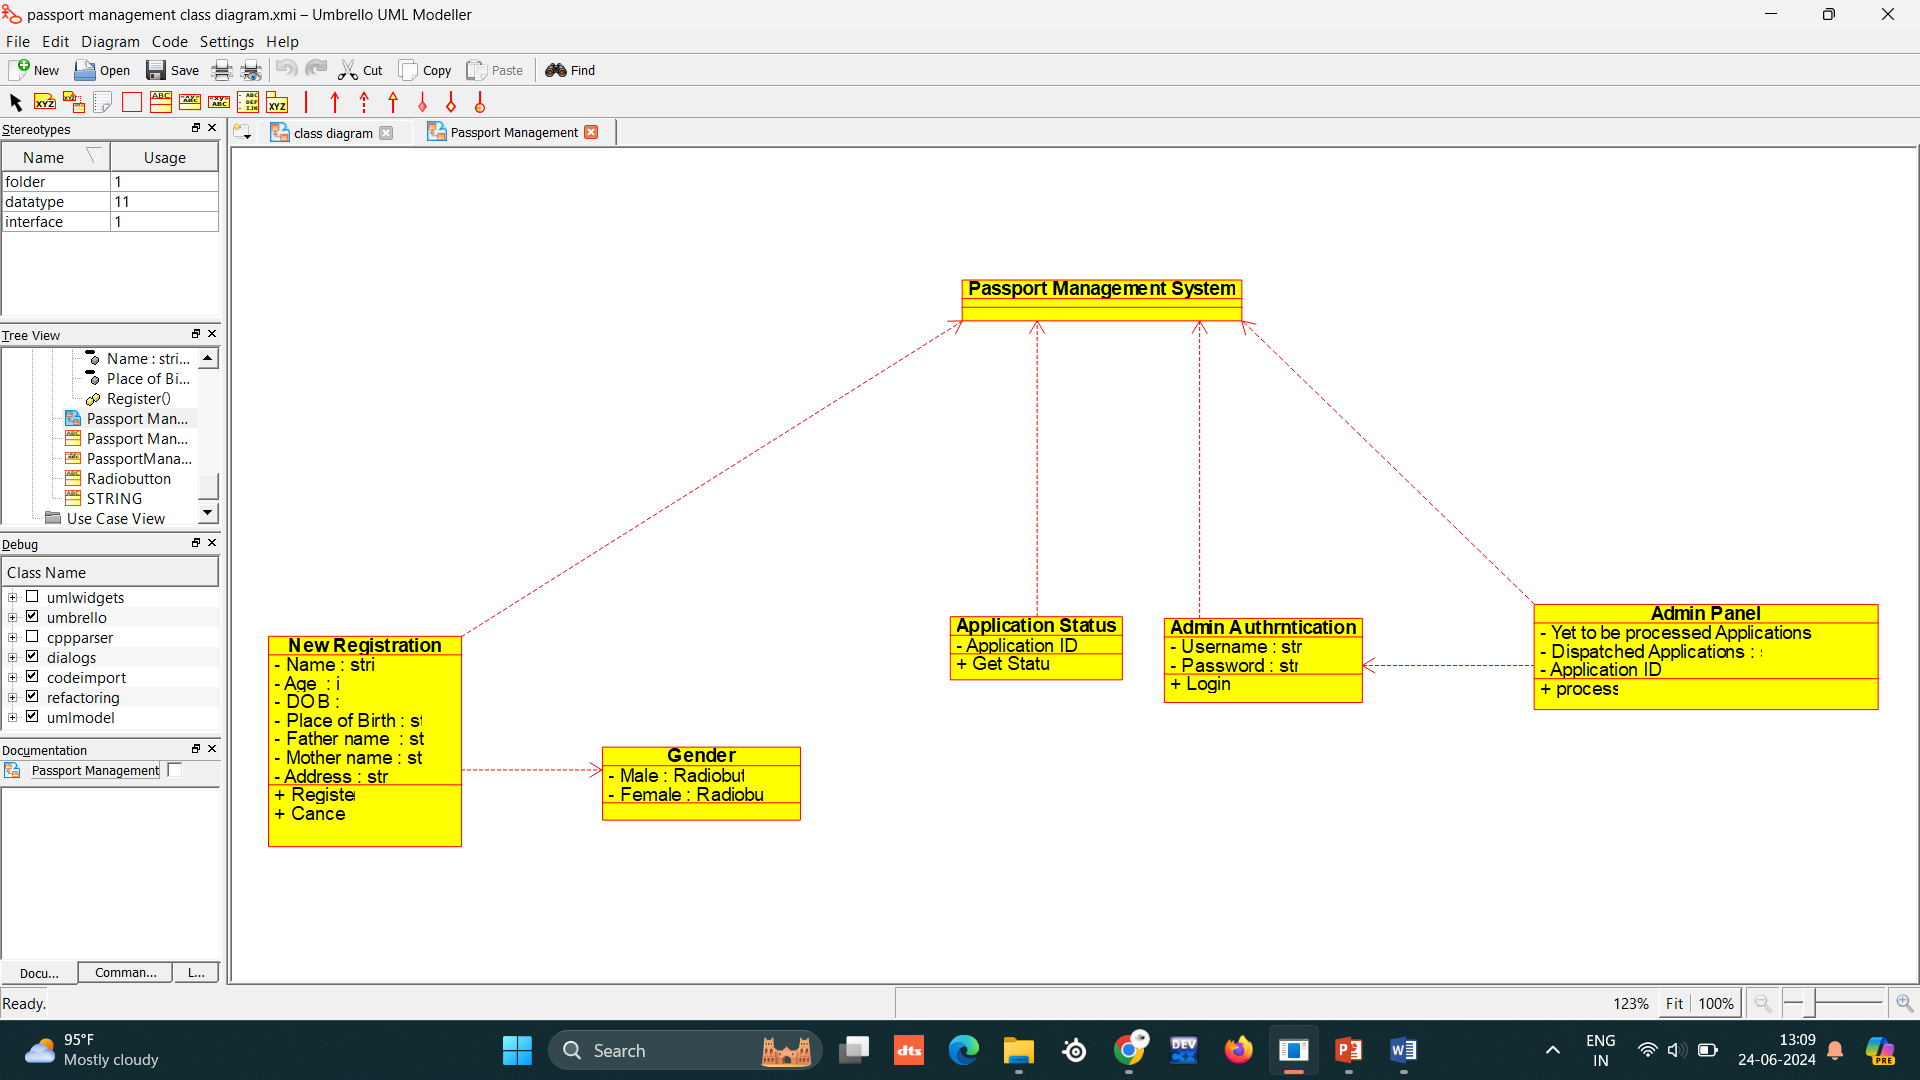 passport management class diagram.xmi – Umbrello UML Modeller
File Edit Diagram Code Settings Help
New Open Save Cut Copy Paste Find
Stereotypes
Name Usage
folder 1
datatype 11
interface 1
Tree View
Name : stri...
Place of Bi...
Register()
Passport Man...
Passport Man...
PassportMana...
Radiobutton
STRING
Use Case View
Debug
Class Name
umlwidgets
umbrello
cppparser
dialogs
codeimport
refactoring
umlmodel
Documentation
Passport Management
Docu... Comman... L...
class diagram Passport Management
Passport Management System
New Registration
- Name : stri
- Age : i
- DOB :
- Place of Birth : st
- Father name : st
- Mother name : st
- Address : str
+ Registe
+ Cance
Gender
- Male : Radiobut
- Female : Radiobu
Application Status
- Application ID
+ Get Statu
Admin Authrntication
- Username : str
- Password : str
+ Login
Admin Panel
- Yet to be processed Applications
- Dispatched Applications :
- Application ID
+ process
Ready.
123% Fit 100%
95°F
Mostly cloudy
Search
dts
DEV
C++
ENG
IN
13:09
24-06-2024
PRE